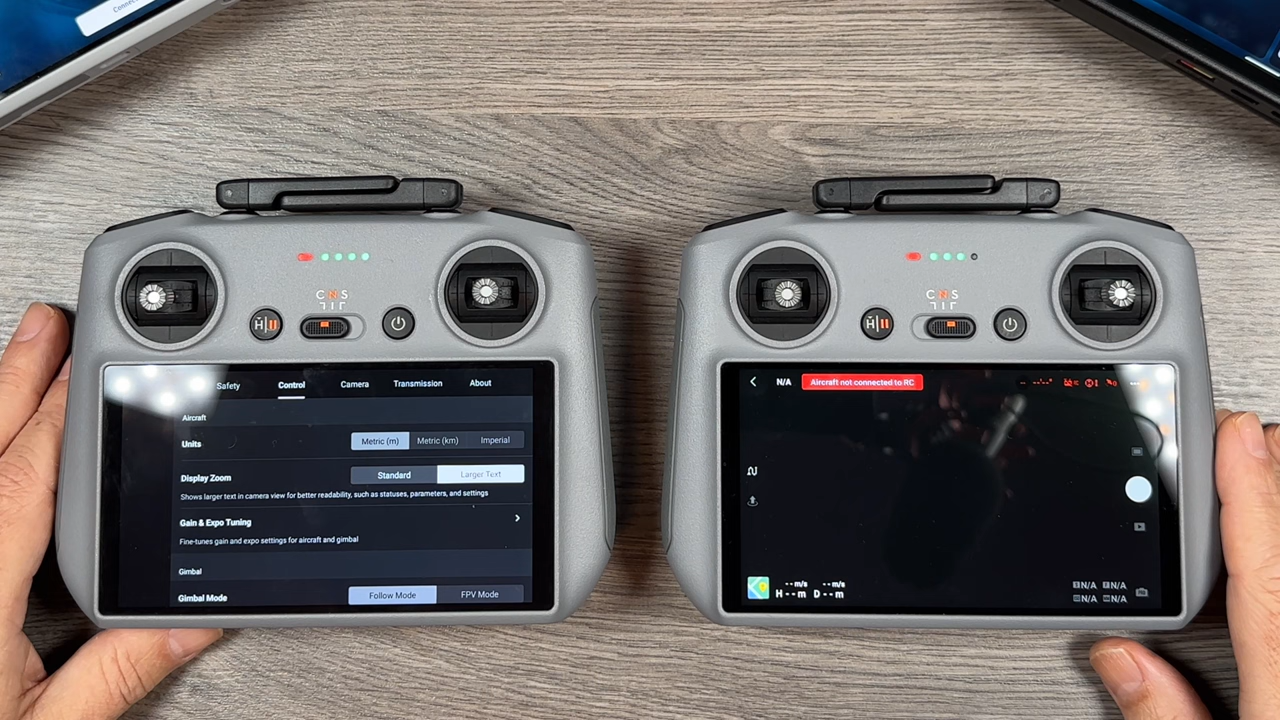 Connec
C N S
H
Safety Control Camera Transmission About
Aircraft
Units Metric (m) Metric (km) Imperial
Display Zoom Standard Larger Text
Shows larger text in camera view for better readability, such as statuses, parameters, and settings
Gain & Expo Tuning
Fine-tunes gain and expo settings for aircraft and gimbal
Gimbal
Gimbal Mode Follow Mode FPV Mode
C N S
H
N/A Aircraft not connected to RC
--m/s --m/s
H--m D--m
N/A N/A
N/A N/A